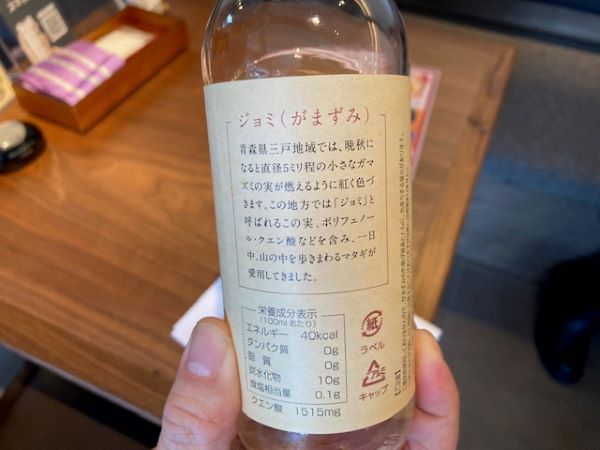 ジョミ(がまずみ)
青森県三戸地域では、晩秋に
なると直径5ミリ程の小さなガマ
ズミの実が燃えるように紅く色づ
きます。この地方では「ジョミ」と
呼ばれるこの実、ポリフェノー
ル・クエン酸などを含み、一日
中、山の中を歩きまわるマタギが
愛用してきました。
栄養成分表示
(100mlあたり)
エネルギー 40kcal
タンパク質 0g
脂質 0g
炭水化物 10g
食塩相当量 0.1g
クエン酸 1515mg
紙
ラベル
アルミ
キャップ